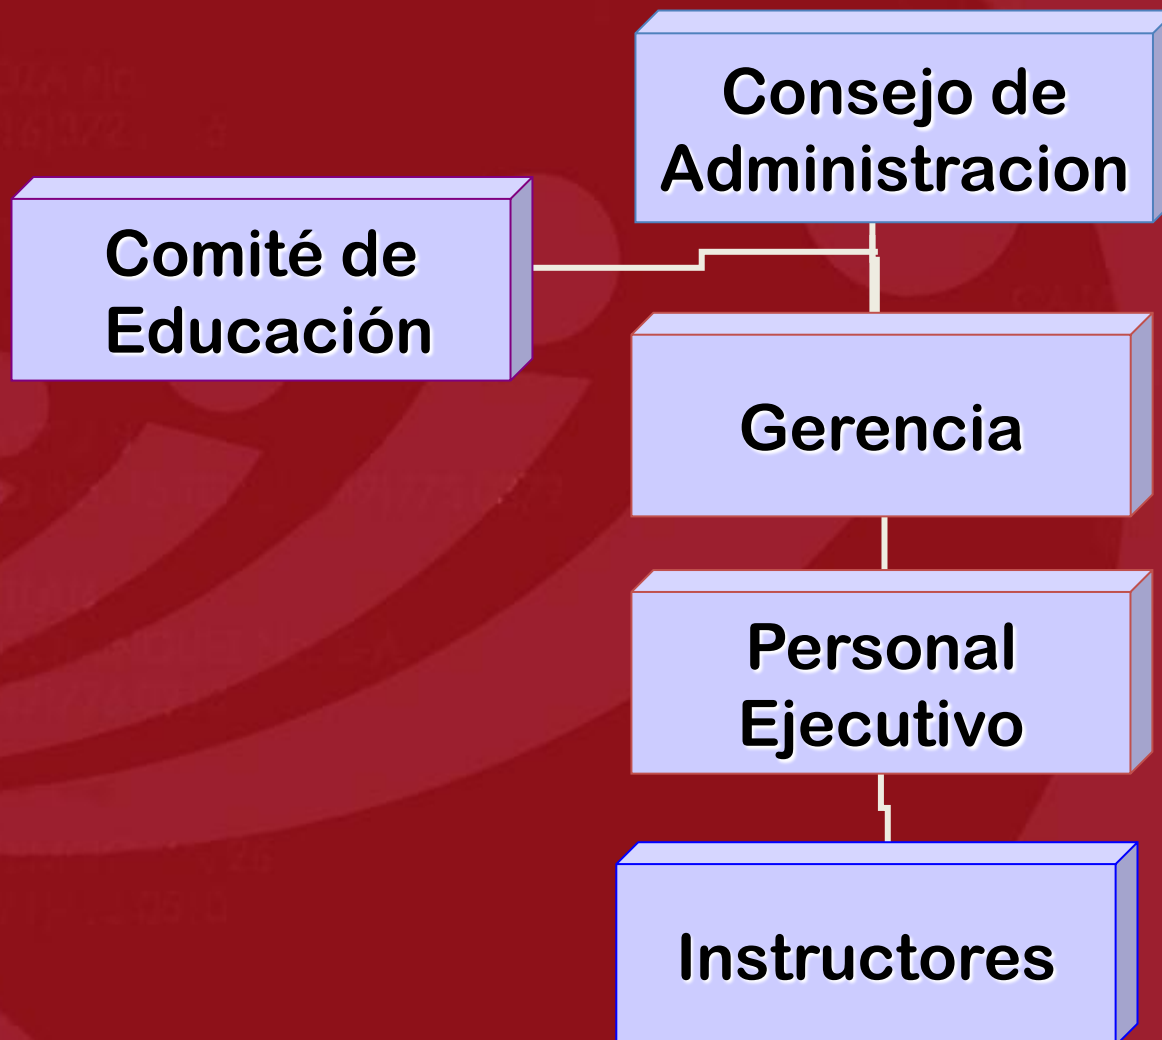 Consejo de
Administracion
Comité de
Educación
Gerencia
Personal
Ejecutivo
Instructores